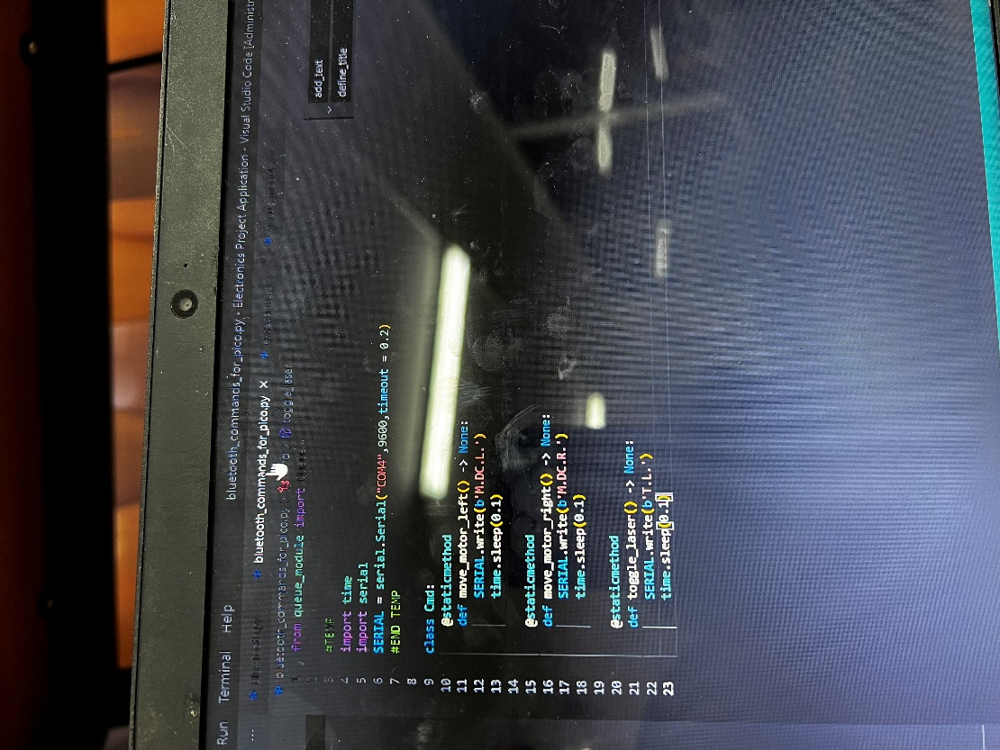 Run Terminal Help
bluetooth_commands_for_pico.py - Electronics Project Application - Visual Studio Code [Administr
bluetooth_commands_for_pico.py ×
bluetooth_commands_for_pico.py > toggle_laser
1 from queue_module import
add_text
define_title
3 #TEMP
4 import time
5 import serial
6 SERIAL = serial.Serial("COM4",9600,timeout = 0.2)
7 #END TEMP
8
9 class Cmd:
10 @staticmethod
11 def move_motor_left() -> None:
12 SERIAL.write(b'M.DC.L.')
13 time.sleep(0.1)
14
15 @staticmethod
16 def move_motor_right() -> None:
17 SERIAL.write(b'M.DC.R.')
18 time.sleep(0.1)
19
20 @staticmethod
21 def toggle_laser() -> None:
22 SERIAL.write(b'T.L.')
23 time.sleep(0.1)